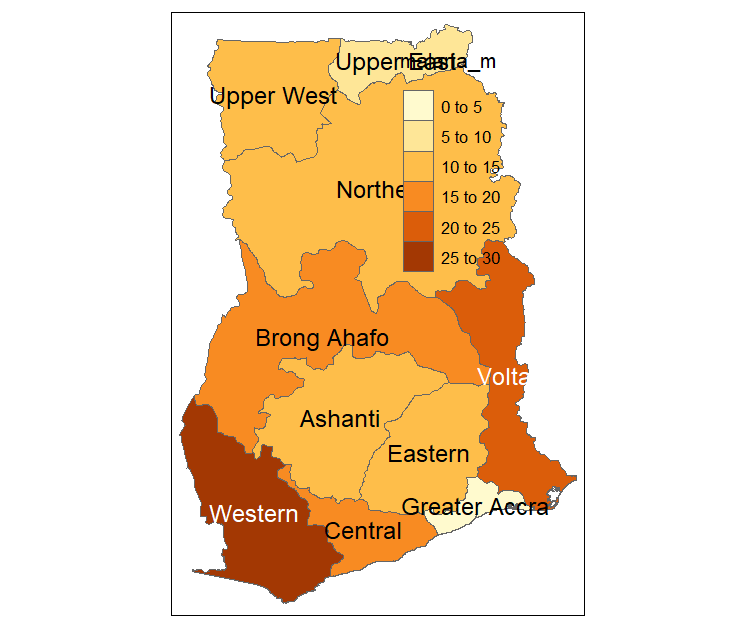 Upper East
malaria_m
Upper West
0 to 5
5 to 10
10 to 15
15 to 20
20 to 25
25 to 30
Northe
Brong Ahafo
Volta
Ashanti
Eastern
Greater Accra
Western
Central